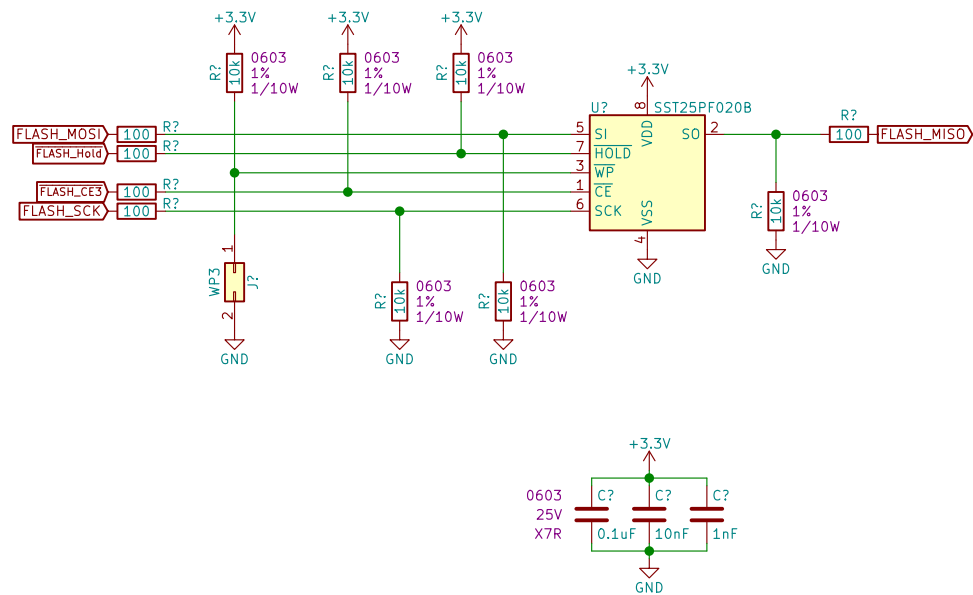 +3.3V
+3.3V
+3.3V
R?
10k
0603
1%
1/10W
R?
10k
0603
1%
1/10W
R?
10k
0603
1%
1/10W
+3.3V
U?
SST25PF020B
8
VDD
FLASH_MOSI
100
R?
5
SI
SO
2
R?
100
FLASH_MISO
FLASH_Hold
100
R?
7
HOLD
3
WP
FLASH_CE3
100
R?
1
CE
FLASH_SCK
100
R?
6
SCK
VSS
4
GND
R?
10k
0603
1%
1/10W
GND
1
WP3
J?
2
GND
R?
10k
0603
1%
1/10W
GND
R?
10k
0603
1%
1/10W
GND
+3.3V
0603
25V
X7R
C?
0.1uF
C?
10nF
C?
1nF
GND